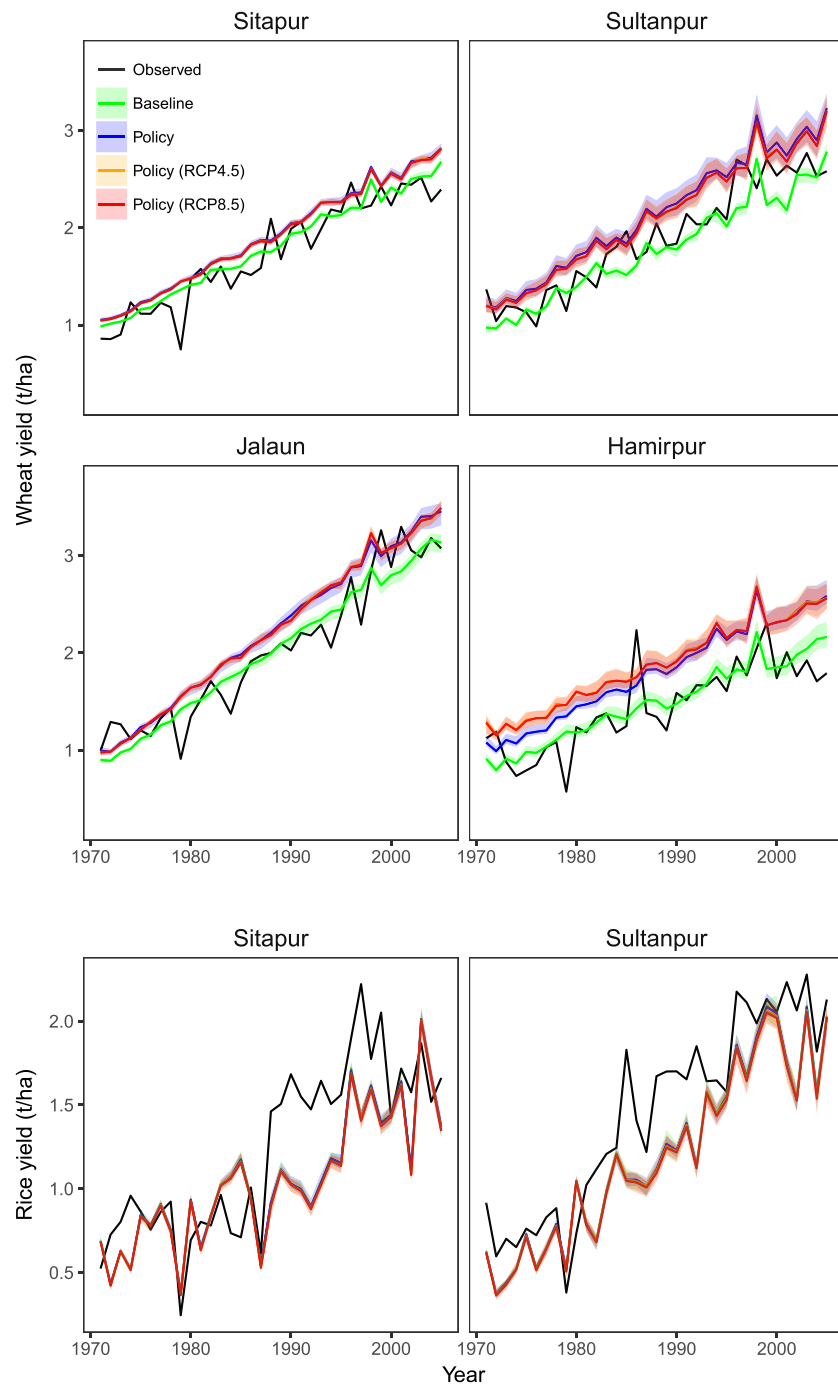 Sitapur
Sultanpur
Observed
Baseline
Policy
Policy (RCP4.5)
Policy (RCP8.5)
3
2
1
Wheat yield (t/ha)
Jalaun
Hamirpur
3
2
1
1970
1980
1990
2000
1970
1980
1990
2000
Sitapur
Sultanpur
2.0
1.5
1.0
0.5
Rice yield (t/ha)
1970
1980
1990
2000
1970
1980
1990
2000
Year